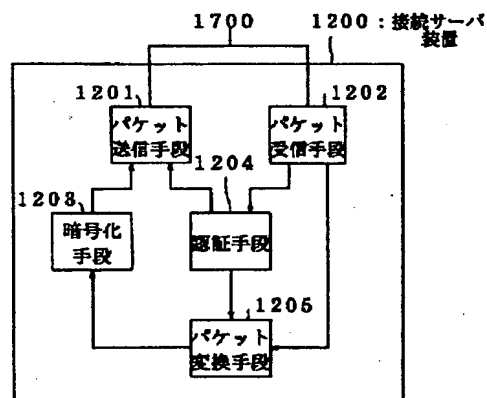 1700
1200：接続サーバ
装置
1201
1202
パケット
送信手段
パケット
受信手段
1204
1203
暗号化
手段
認証手段
1205
パケット
変換手段